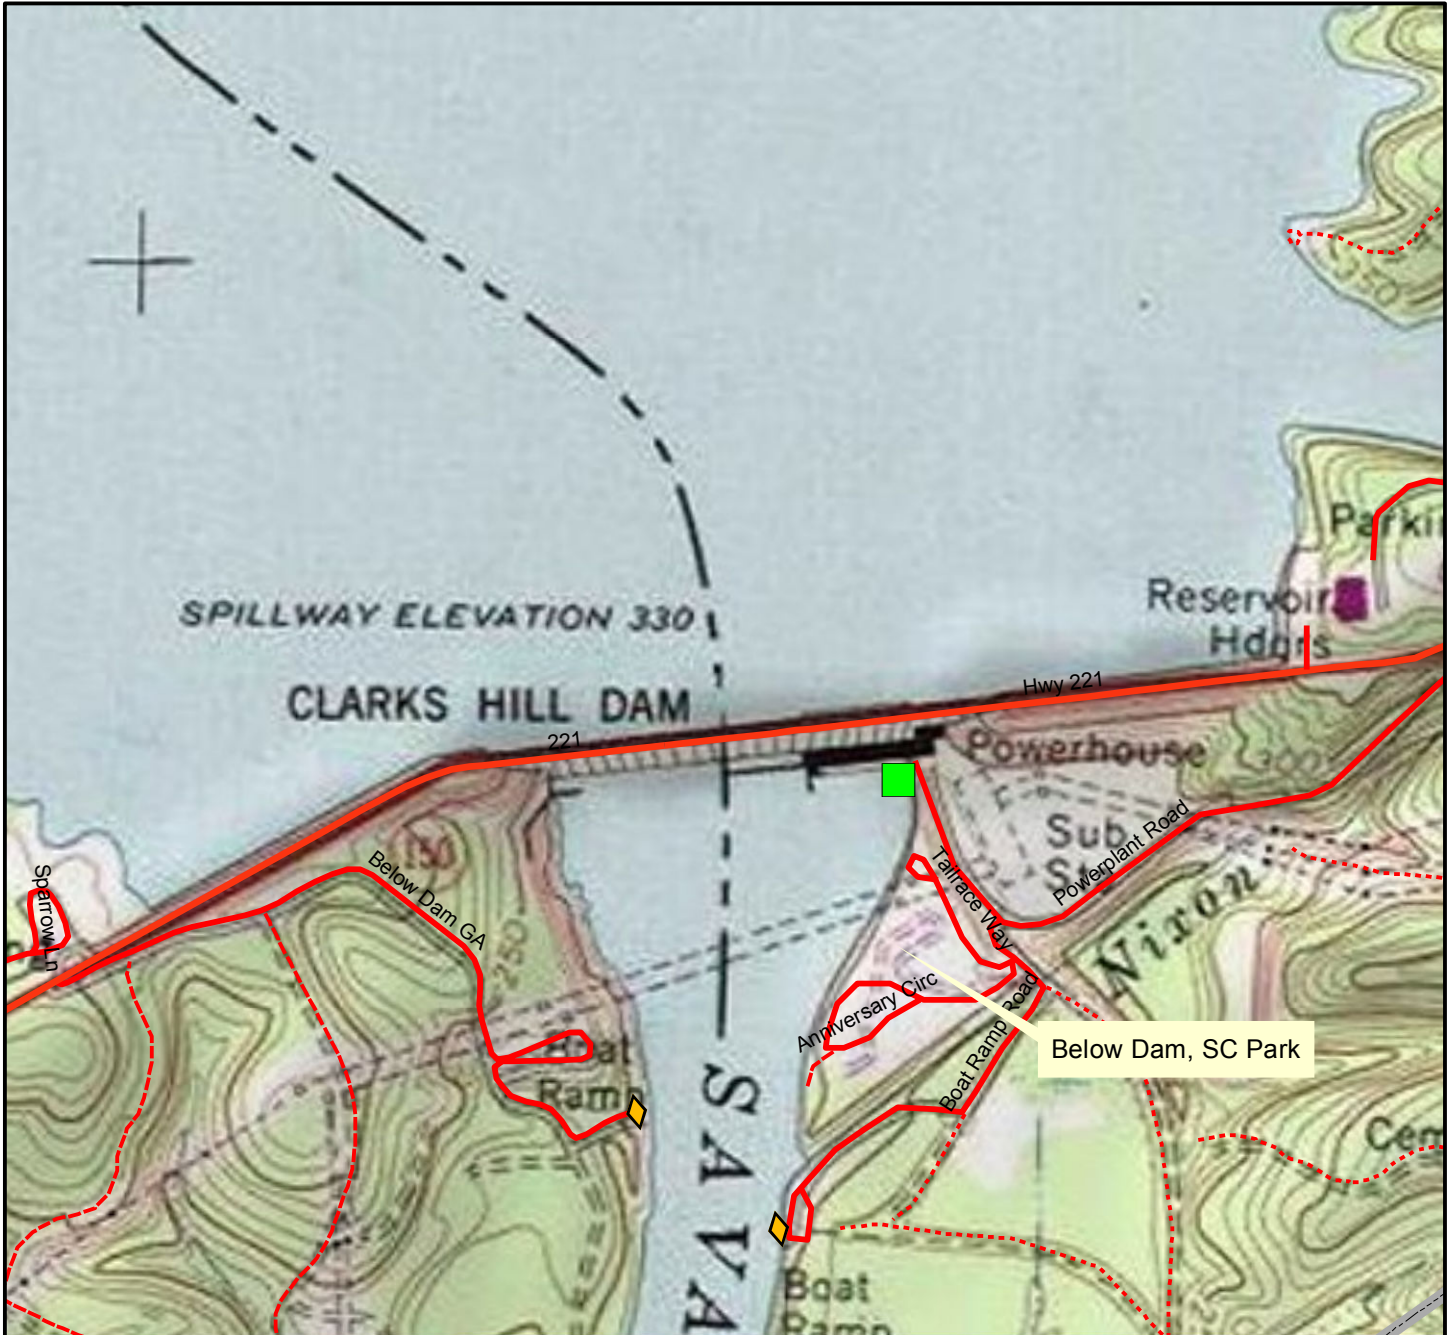 550
Parki
Reservoir
Hdqrs
SPILLWAY ELEVATION 330
CLARKS HILL DAM
Hwy 221
221
Powerhouse
Sub
Powerplant Road
Sparrow Ln
Below Dam GA
Tailrace Way
Nixon
250
Anniversary Circ
Boat Ramp Road
Below Dam, SC Park
Boat
Ramp
SAVA
Cem
Boat
Ramp